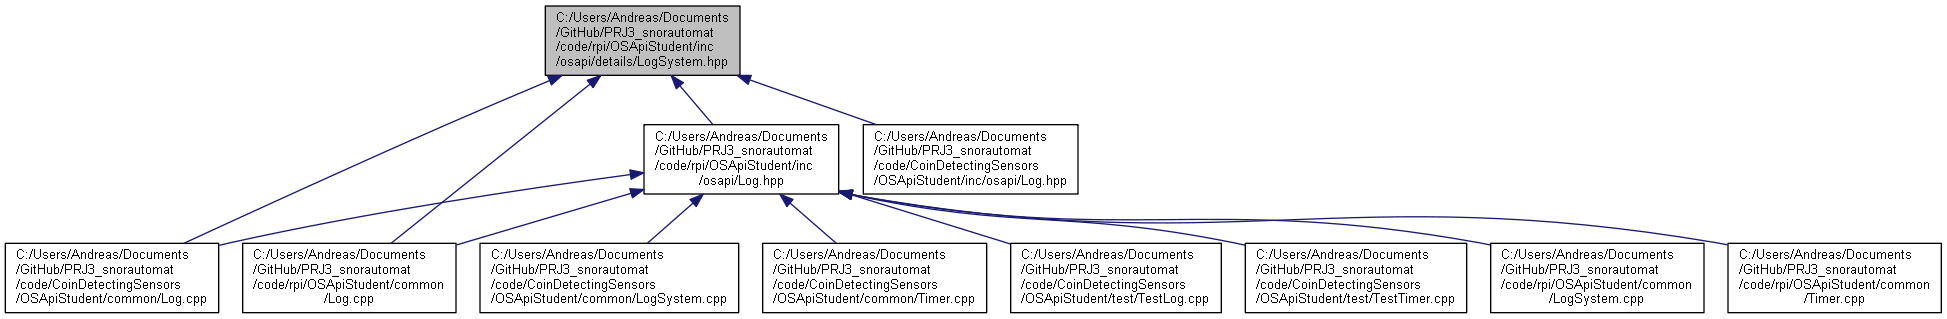 C:/Users/Andreas/Documents
/GitHub/PRJ3_snorautomat
/code/rpi/OSApiStudent/inc
/osapi/details/LogSystem.hpp
C:/Users/Andreas/Documents
/GitHub/PRJ3_snorautomat
/code/rpi/OSApiStudent/inc
/osapi/Log.hpp
C:/Users/Andreas/Documents
/GitHub/PRJ3_snorautomat
/code/CoinDetectingSensors
/OSApiStudent/inc/osapi/Log.hpp
C:/Users/Andreas/Documents
/GitHub/PRJ3_snorautomat
/code/CoinDetectingSensors
/OSApiStudent/common/Log.cpp
C:/Users/Andreas/Documents
/GitHub/PRJ3_snorautomat
/code/rpi/OSApiStudent/common
/Log.cpp
C:/Users/Andreas/Documents
/GitHub/PRJ3_snorautomat
/code/CoinDetectingSensors
/OSApiStudent/common/LogSystem.cpp
C:/Users/Andreas/Documents
/GitHub/PRJ3_snorautomat
/code/CoinDetectingSensors
/OSApiStudent/common/Timer.cpp
C:/Users/Andreas/Documents
/GitHub/PRJ3_snorautomat
/code/CoinDetectingSensors
/OSApiStudent/test/TestLog.cpp
C:/Users/Andreas/Documents
/GitHub/PRJ3_snorautomat
/code/CoinDetectingSensors
/OSApiStudent/test/TestTimer.cpp
C:/Users/Andreas/Documents
/GitHub/PRJ3_snorautomat
/code/rpi/OSApiStudent/common
/LogSystem.cpp
C:/Users/Andreas/Documents
/GitHub/PRJ3_snorautomat
/code/rpi/OSApiStudent/common
/Timer.cpp